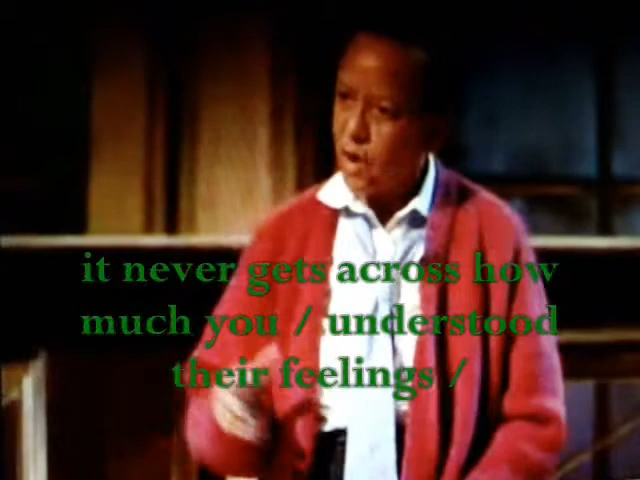 it never gets across how
much you / understood
their feelings /